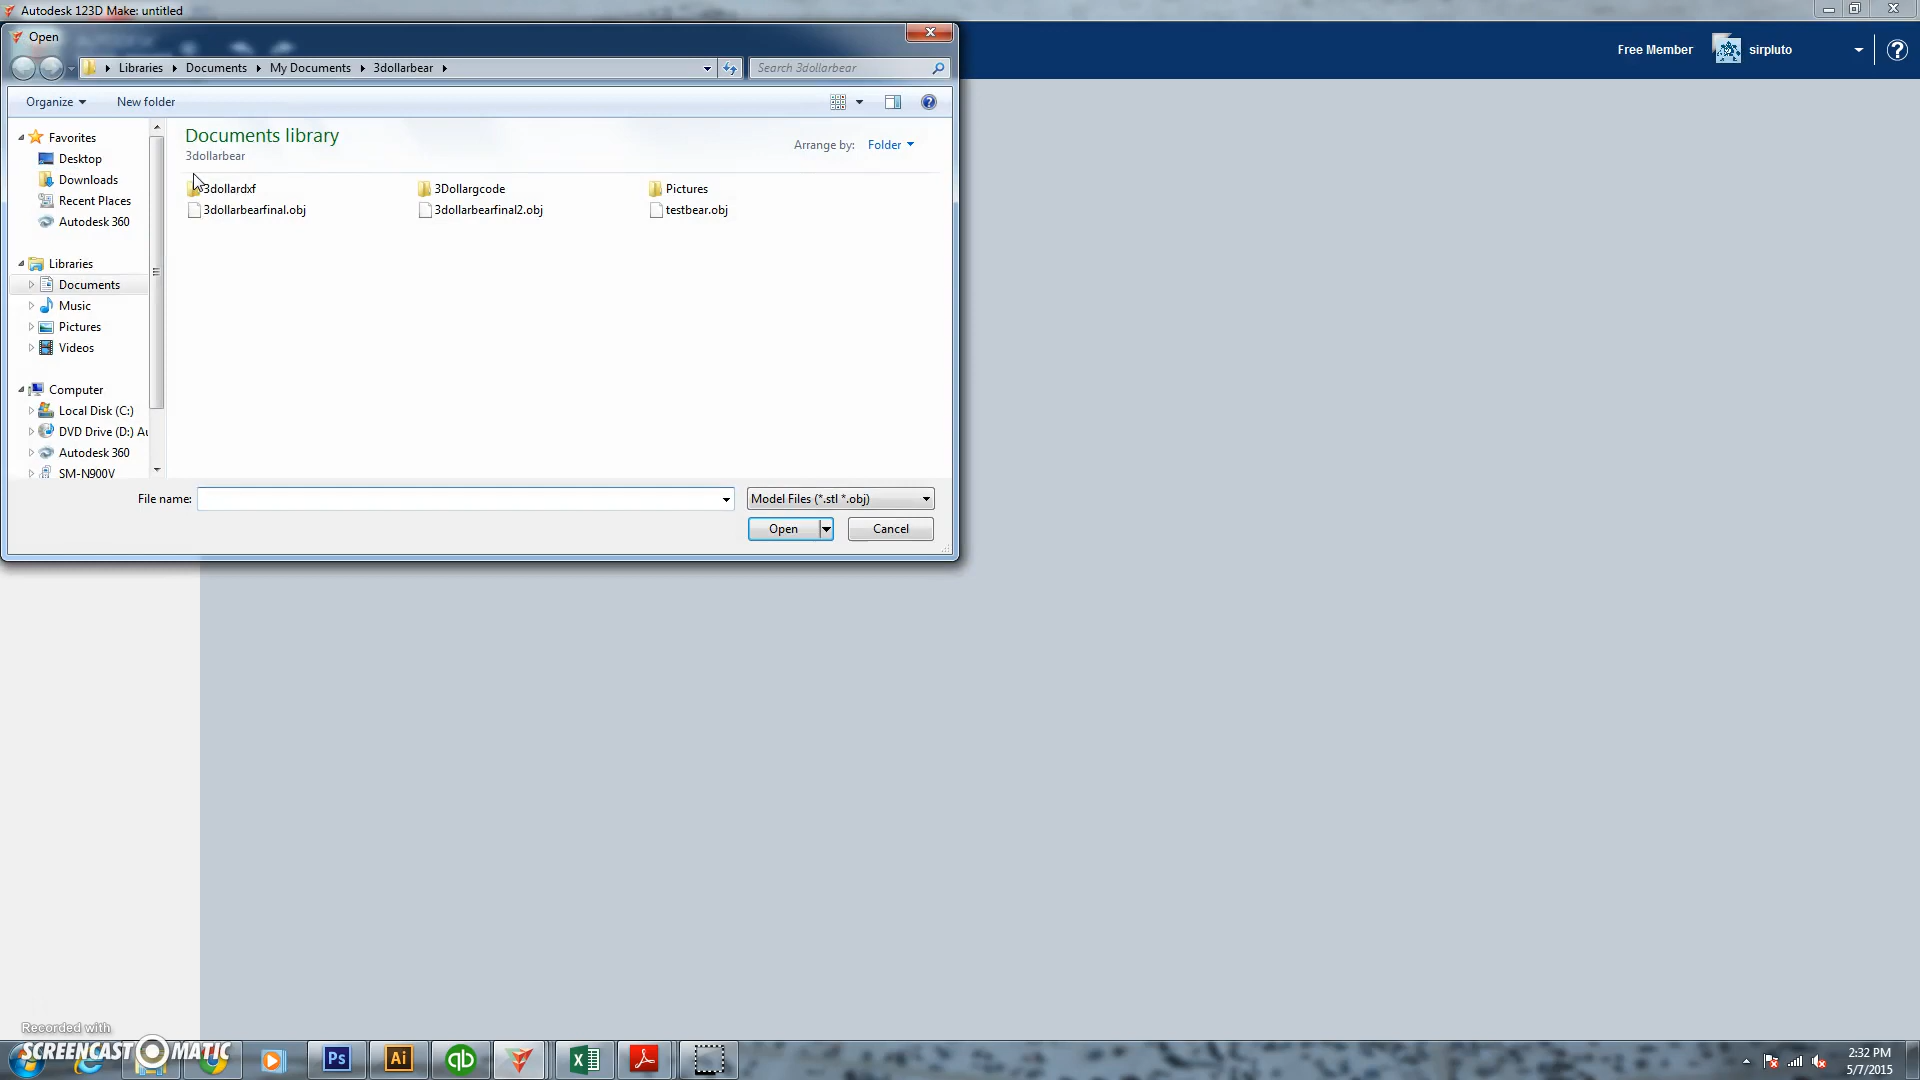 Autodesk 123D Make: untitled
Open
Libraries Documents My Documents 3dollarbear
Search 3dollarbear
Free Member sirpluto
Organize New folder
Documents library
3dollarbear
Arrange by: Folder
Favorites
Desktop
Downloads
Recent Places
Autodesk 360
Libraries
Documents
Music
Pictures
Videos
Computer
Local Disk (C:)
DVD Drive (D:) Au
Autodesk 360
SM-N900V
3dollardxf 3Dollargcode Pictures
3dollarbearfinal.obj 3dollarbearfinal2.obj testbear.obj
File name:
Model Files (*.stl *.obj)
Open Cancel
Recorded with
SCREENCAST MATIC
Ps Ai qb
2:32 PM
5/7/2015